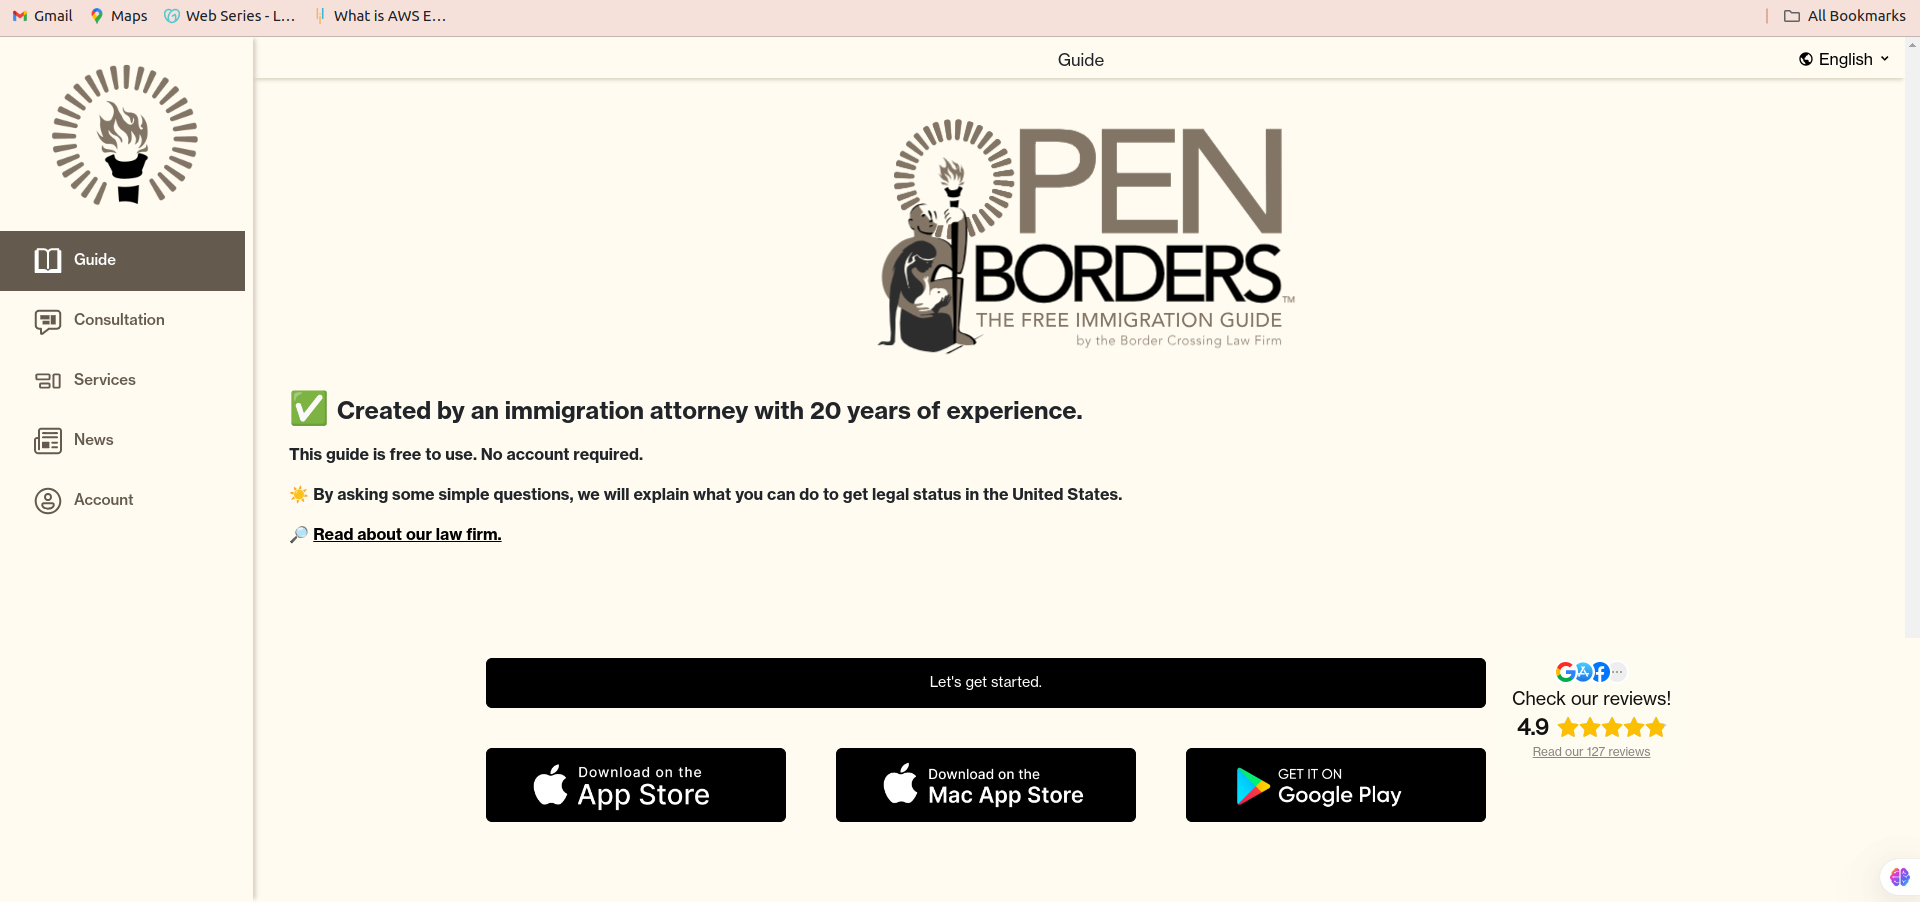 Gmail
Maps
Web Series - L...
What is AWS E...
All Bookmarks
Guide
English
OPEN
BORDERS™
THE FREE IMMIGRATION GUIDE
by the Border Crossing Law Firm
Guide
Consultation
Services
News
Account
✅ Created by an immigration attorney with 20 years of experience.
This guide is free to use. No account required.
☀️ By asking some simple questions, we will explain what you can do to get legal status in the United States.
🔎 Read about our law firm.
Let's get started.
Check our reviews!
4.9
Read our 127 reviews
Download on the
App Store
Download on the
Mac App Store
GET IT ON
Google Play